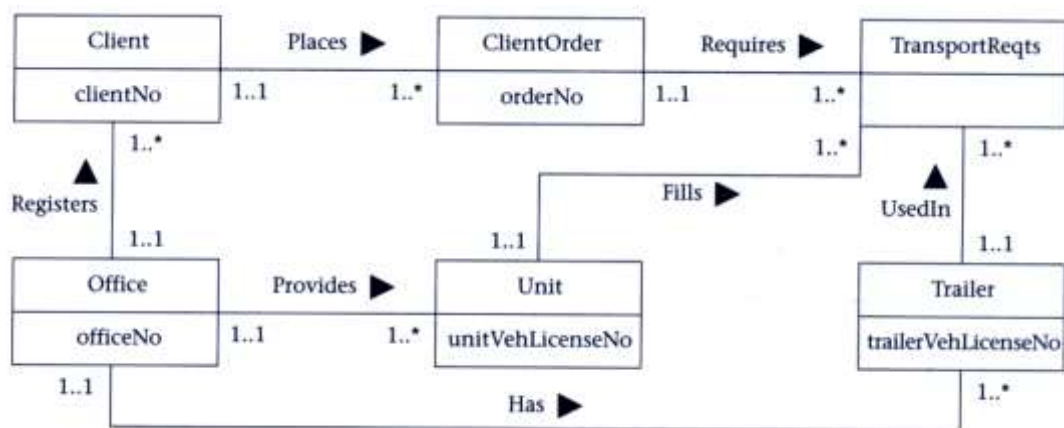 Client Places ▶ ClientOrder Requires ▶ TransportReqts
clientNo 1..1 1..* orderNo 1..1 1..*
1..* 1..* 1..*
▲ Fills ▶ ▲
Registers UsedIn
1..1 1..1 1..1
Office Provides ▶ Unit Trailer
officeNo 1..1 1..* unitVehLicenseNo trailerVehLicenseNo
1..1 Has ▶ 1..*